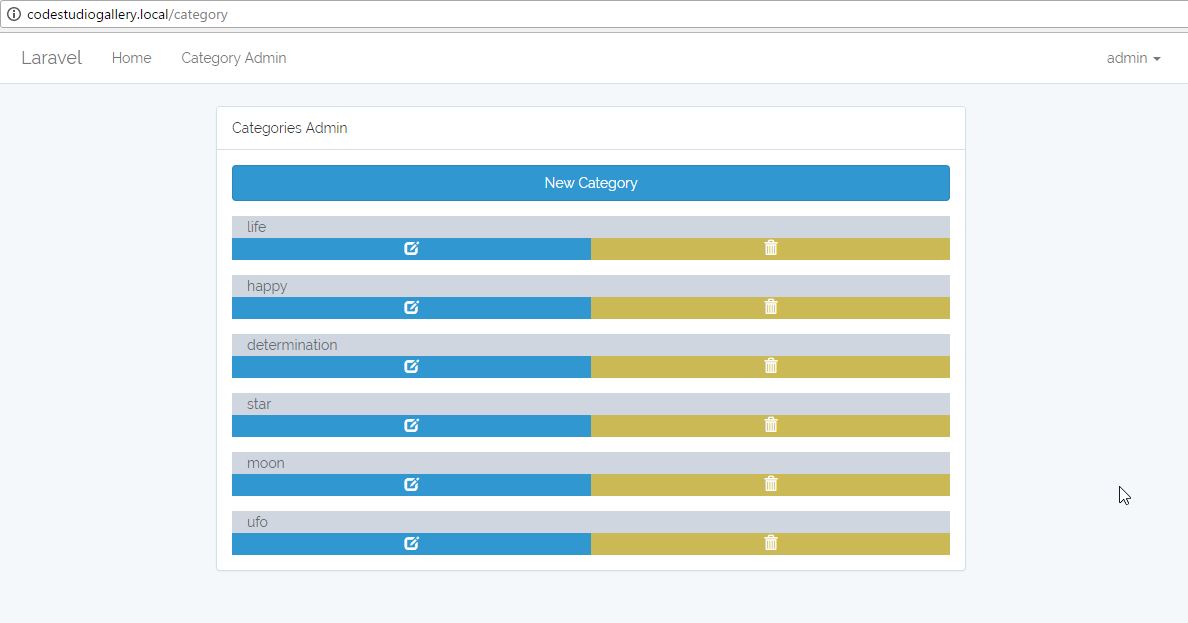 codestudiogallery.local/category
Laravel Home Category Admin admin
Categories Admin
New Category
life
happy
determination
star
moon
ufo